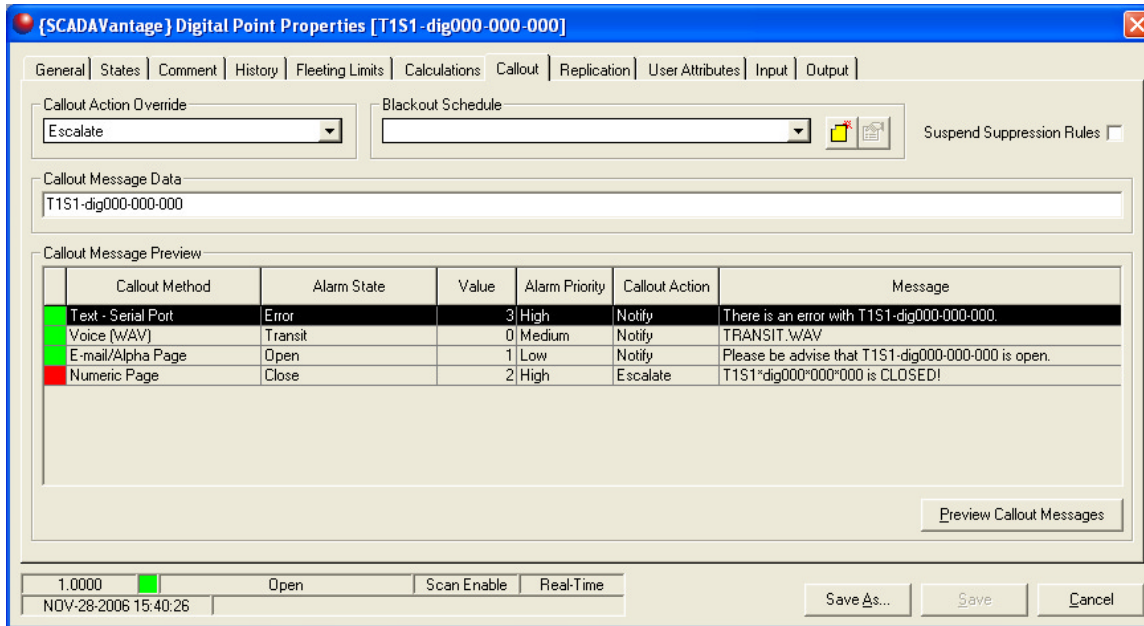 {SCADAVantage} Digital Point Properties [T1S1-dig000-000-000]
General States Comment History Fleeting Limits Calculations Callout Replication User Attributes Input Output
Callout Action Override Blackout Schedule
Escalate Suspend Suppression Rules
Callout Message Data
T1S1-dig000-000-000
Callout Message Preview
Callout Method Alarm State Value Alarm Priority Callout Action Message
Text - Serial Port Error 3 High Notify There is an error with T1S1-dig000-000-000.
Voice (WAV) Transit 0 Medium Notify TRANSIT.WAV
E-mail/Alpha Page Open 1 Low Notify Please be advise that T1S1-dig000-000-000 is open.
Numeric Page Close 2 High Escalate T1S1*dig000*000*000 is CLOSED!
Preview Callout Messages
1.0000 Open Scan Enable Real-Time
NOV-28-2006 15:40:26
Save As... Save Cancel